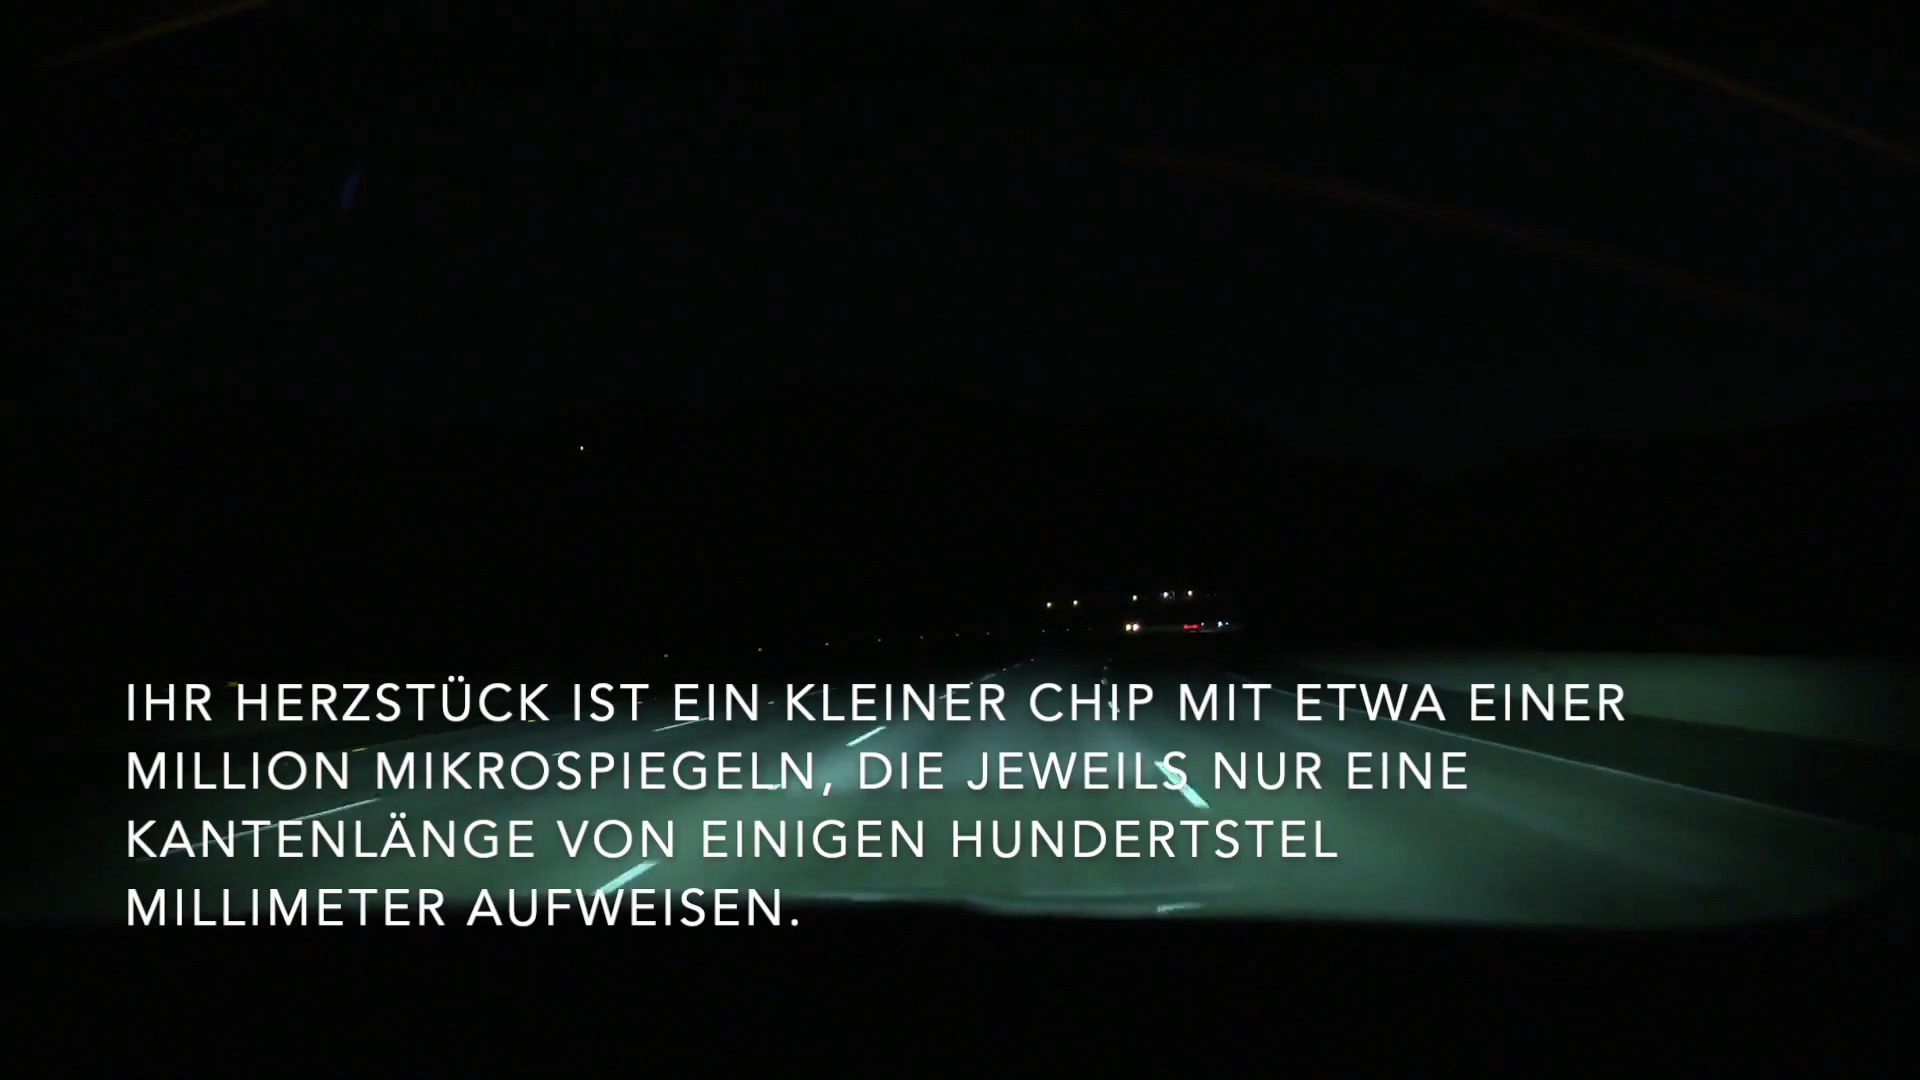 IHR HERZSTÜCK IST EIN KLEINER CHIP MIT ETWA EINER
MILLION MIKROSPIEGELN, DIE JEWEILS NUR EINE
KANTENLÄNGE VON EINIGEN HUNDERTSTEL
MILLIMETER AUFWEISEN.